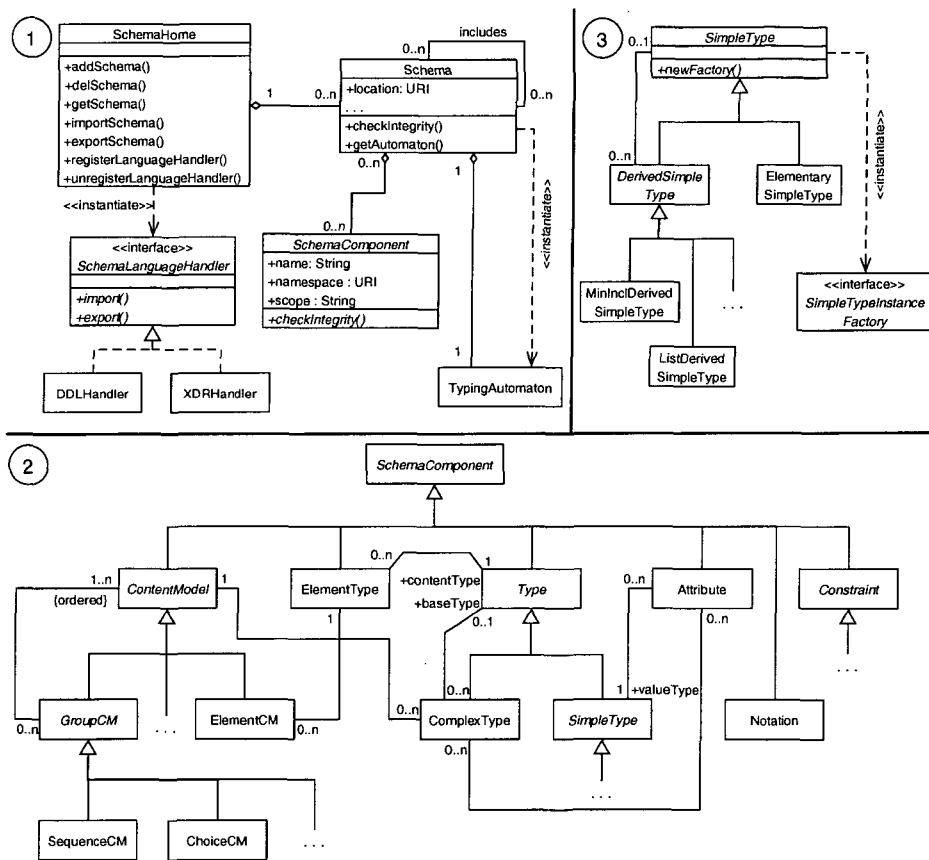 1
SchemaHome
+addSchema()
+delSchema()
+getSchema()
+importSchema()
+exportSchema()
+registerLanguageHandler()
+unregisterLanguageHandler()
1
0..n
includes
0..n
0..n
Schema
+location: URI
. . .
+checkIntegrity()
+getAutomaton()
0..n
1
<<instantiate>>
<<instantiate>>
<<interface>>
SchemaLanguageHandler
+import()
+export()
DDLHandler
XDRHandler
0..n
SchemaComponent
+name: String
+namespace : URI
+scope : String
+checkIntegrity()
1
TypingAutomaton
3
0..1
SimpleType
+newFactory()
0..n
DerivedSimple
Type
Elementary
SimpleType
<<instantiate>>
MinInclDerived
SimpleType
. . .
ListDerived
SimpleType
<<interface>>
SimpleTypeInstance
Factory
2
SchemaComponent
1..n
{ordered}
ContentModel
1
ElementType
0..n
1
+contentType
+baseType
0..1
1
Type
0..n
Attribute
0..n
Constraint
. . .
0..n
GroupCM
. . .
ElementCM
0..n
0..n
0..n
ComplexType
0..n
1
+valueType
SimpleType
. . .
Notation
SequenceCM
ChoiceCM
. . .